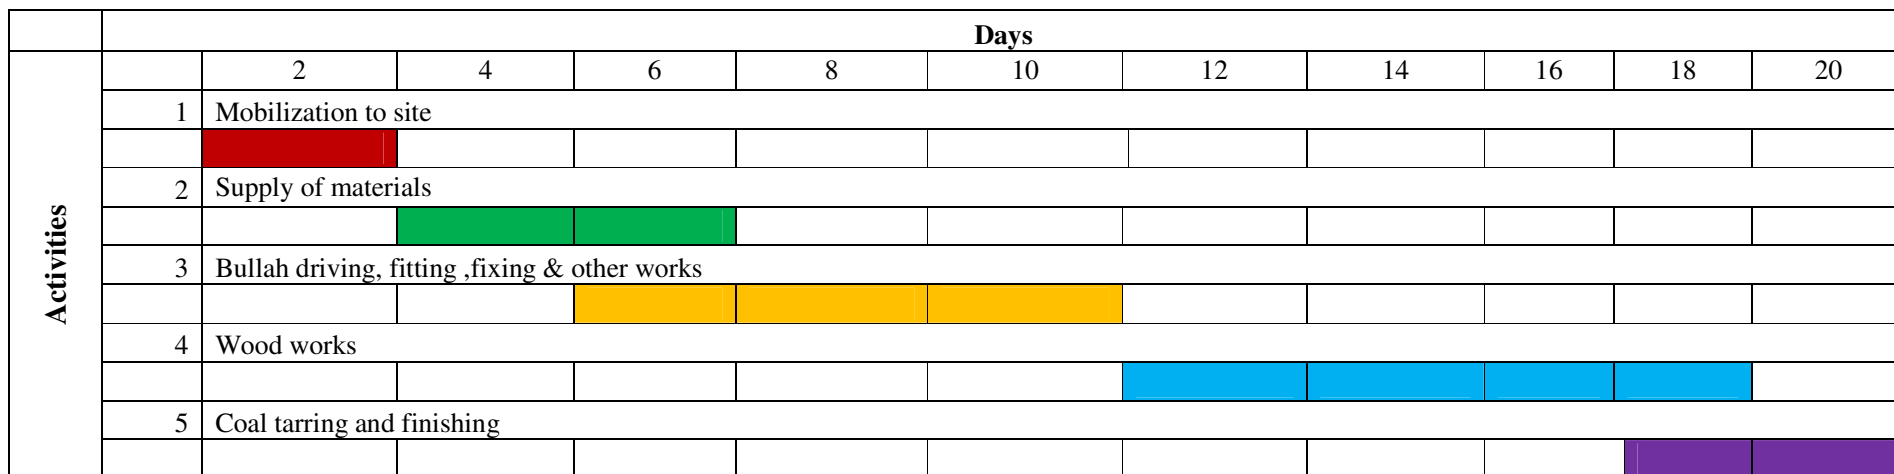 Days
2 4 6 8 10 12 14 16 18 20
Activities
1 Mobilization to site
2 Supply of materials
3 Bullah driving, fitting ,fixing & other works
4 Wood works
5 Coal tarring and finishing